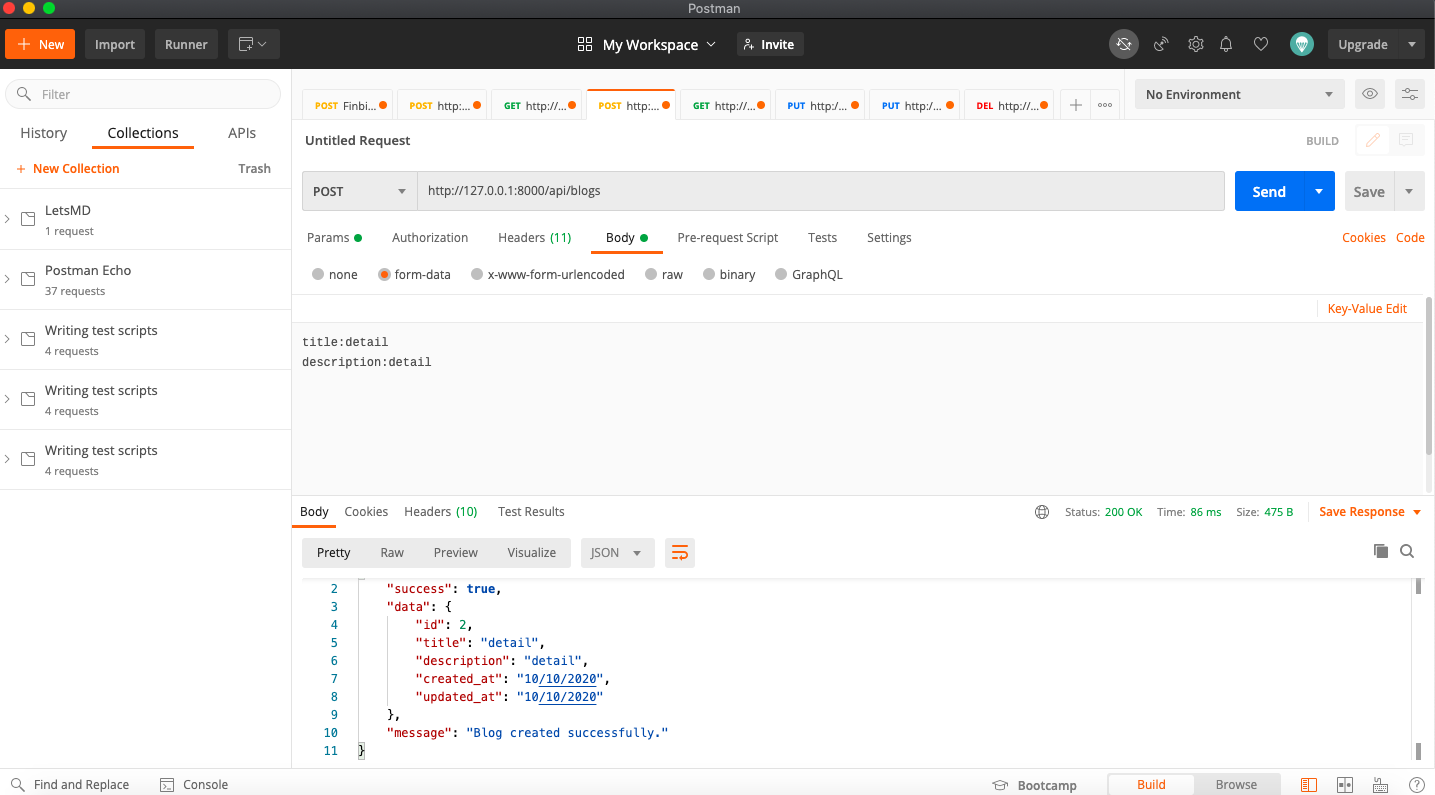 Postman
New Import Runner My Workspace Invite Upgrade
Filter
History Collections APIs
+ New Collection Trash
LetsMD
1 request
Postman Echo
37 requests
Writing test scripts
4 requests
Writing test scripts
4 requests
Writing test scripts
4 requests
POST Finbi... POST http:... GET http://... POST http:... GET http://... PUT http:/... PUT http:/... DEL http://...
No Environment
Untitled Request BUILD
POST http://127.0.0.1:8000/api/blogs Send Save
Params Authorization Headers (11) Body Pre-request Script Tests Settings Cookies Code
none form-data x-www-form-urlencoded raw binary GraphQL
Key-Value Edit
title:detail
description:detail
Body Cookies Headers (10) Test Results Status: 200 OK Time: 86 ms Size: 475 B Save Response
Pretty Raw Preview Visualize JSON
2 "success": true,
3 "data": {
4 "id": 2,
5 "title": "detail",
6 "description": "detail",
7 "created_at": "10/10/2020",
8 "updated_at": "10/10/2020"
9 },
10 "message": "Blog created successfully."
11 }
Find and Replace Console Bootcamp Build Browse